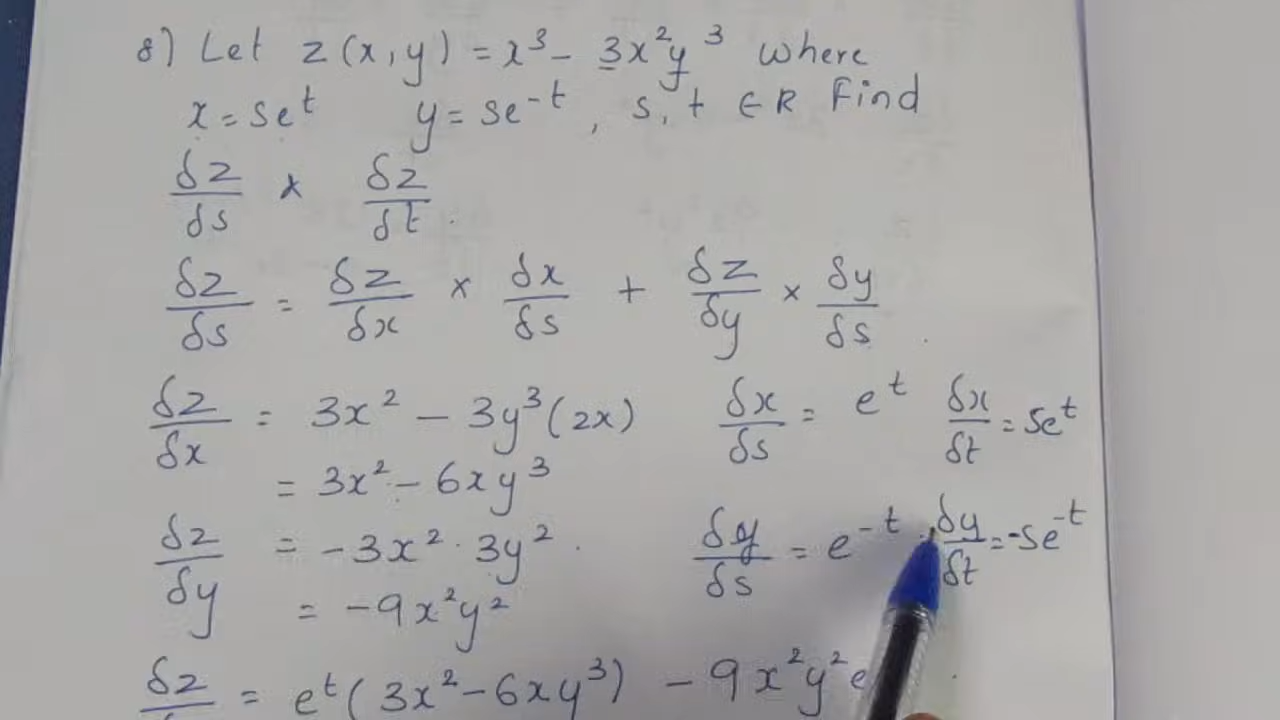 8) Let z(x,y) = x³ - 3x²y³ where
x = se^t y = se^-t, s, t ∈ R Find
δz/δs × δz/δt.
δz/δs = δz/δx × δx/δs + δz/δy × δy/δs.
δz/δx = 3x² - 3y³(2x) δx/δs = e^t δx/δt = se^t
= 3x² - 6xy³
δz/δy = -3x² · 3y². δy/δs = e^-t · δy/δt = -se^-t
= -9x²y²
δz = e^t(3x² - 6xy³) - 9x²y²e